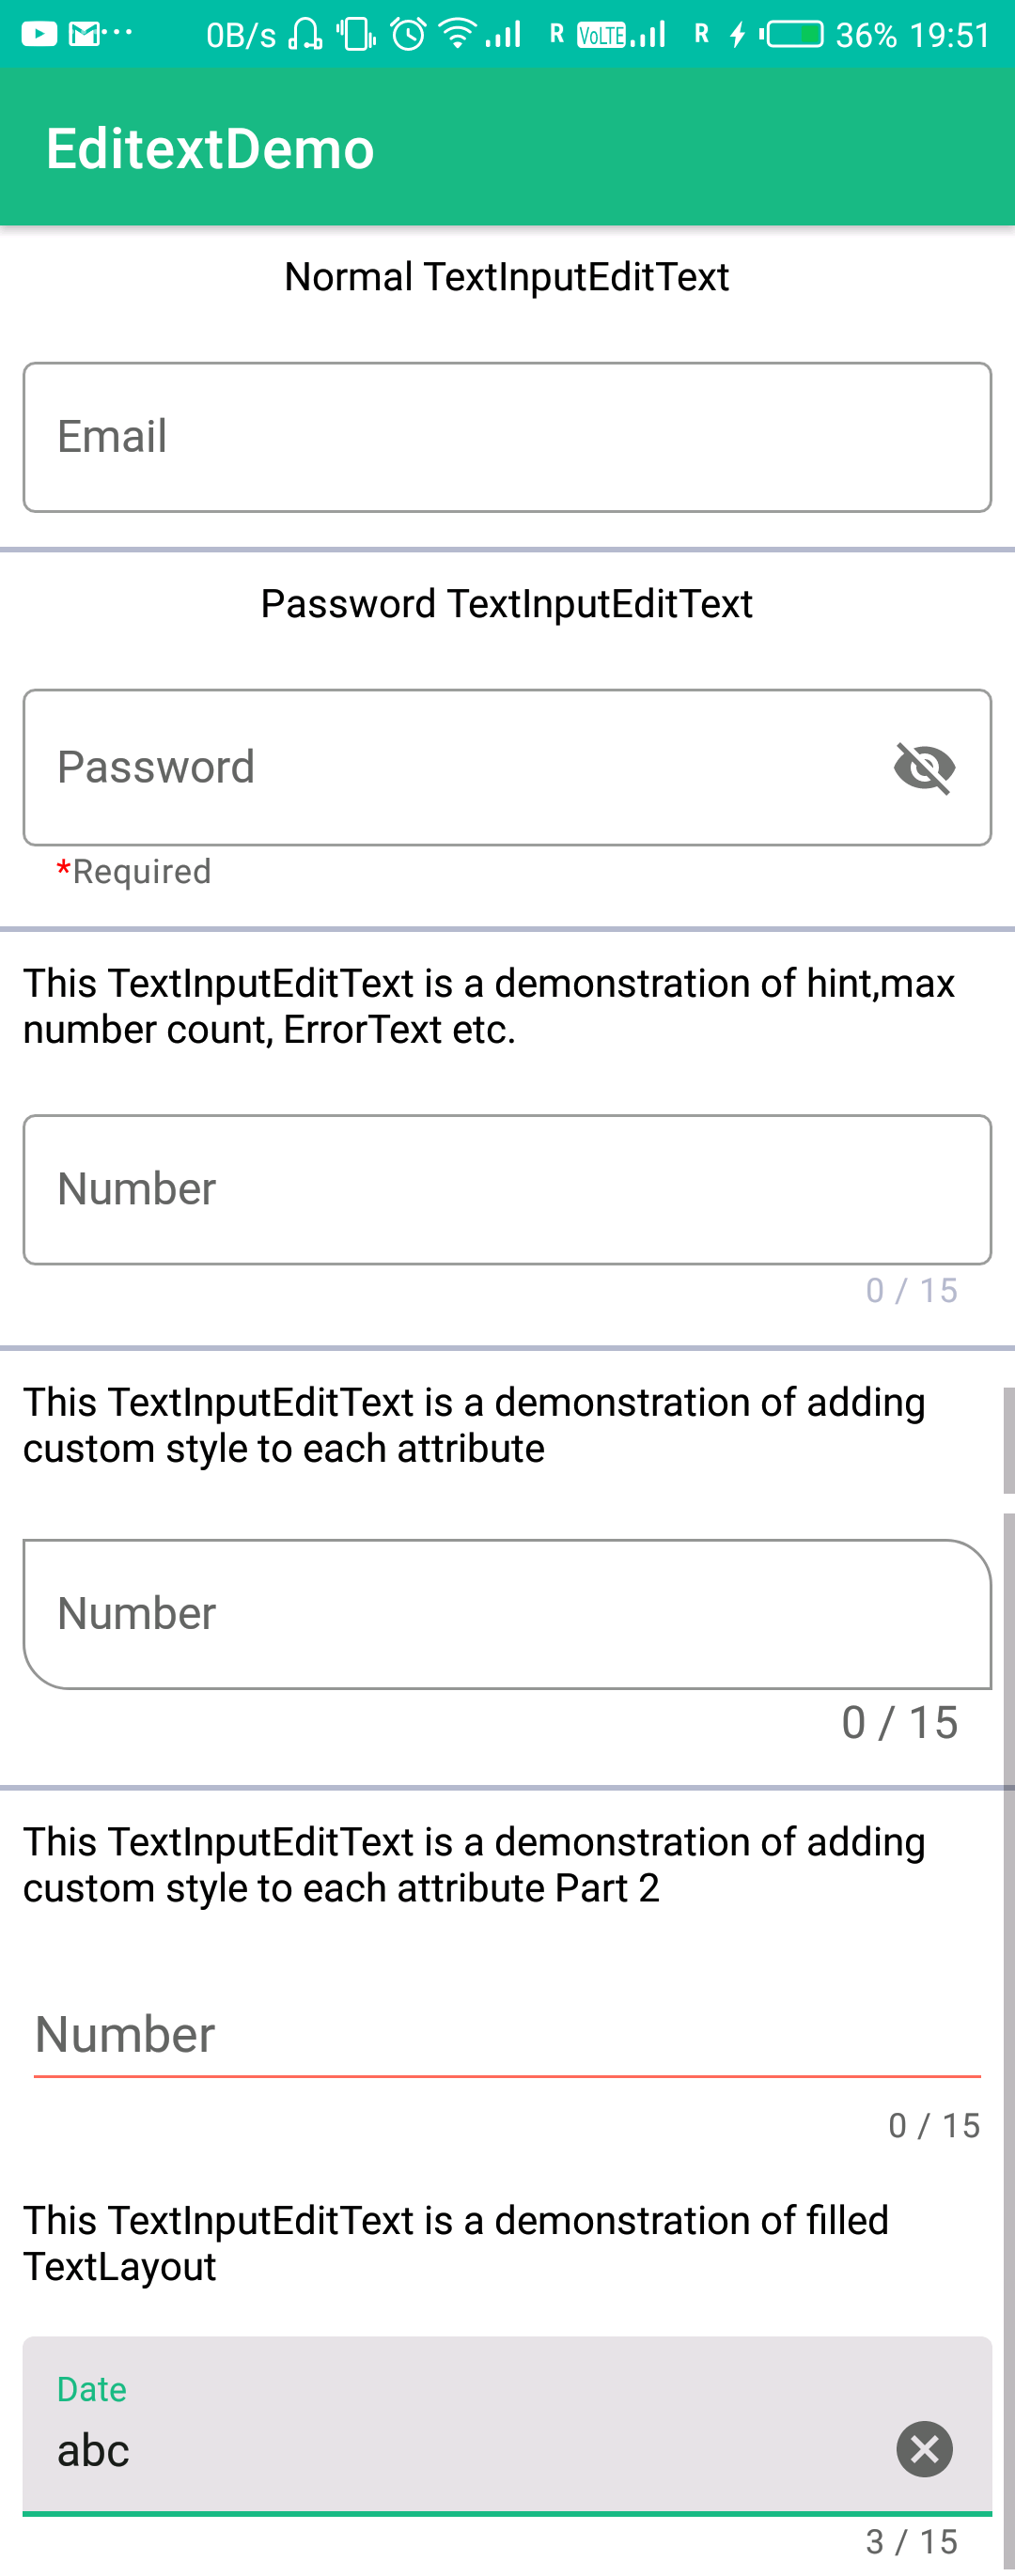 0B/s R VoLTE R 36% 19:51
EditextDemo
Normal TextInputEditText
Email
Password TextInputEditText
Password
*Required
This TextInputEditText is a demonstration of hint,max
number count, ErrorText etc.
Number
0 / 15
This TextInputEditText is a demonstration of adding
custom style to each attribute
Number
0 / 15
This TextInputEditText is a demonstration of adding
custom style to each attribute Part 2
Number
0 / 15
This TextInputEditText is a demonstration of filled
TextLayout
Date
abc
3 / 15